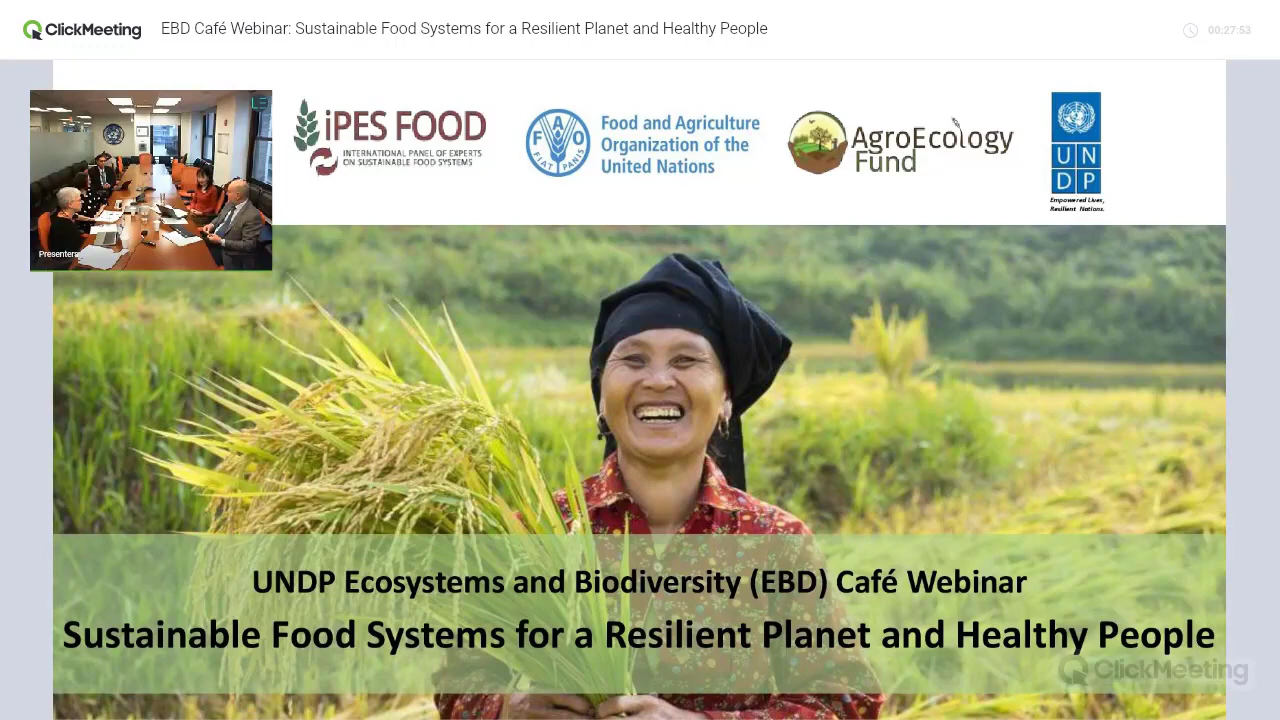 ClickMeeting
EBD Café Webinar: Sustainable Food Systems for a Resilient Planet and Healthy People
00:27:53
Presenters
iPES FOOD
INTERNATIONAL PANEL OF EXPERTS
ON SUSTAINABLE FOOD SYSTEMS
FAO
FIAT PANIS
Food and Agriculture
Organization of the
United Nations
AgroEcology
Fund
UN
DP
Empowered Lives,
Resilient Nations.
UNDP Ecosystems and Biodiversity (EBD) Café Webinar
Sustainable Food Systems for a Resilient Planet and Healthy People
ClickMeeting